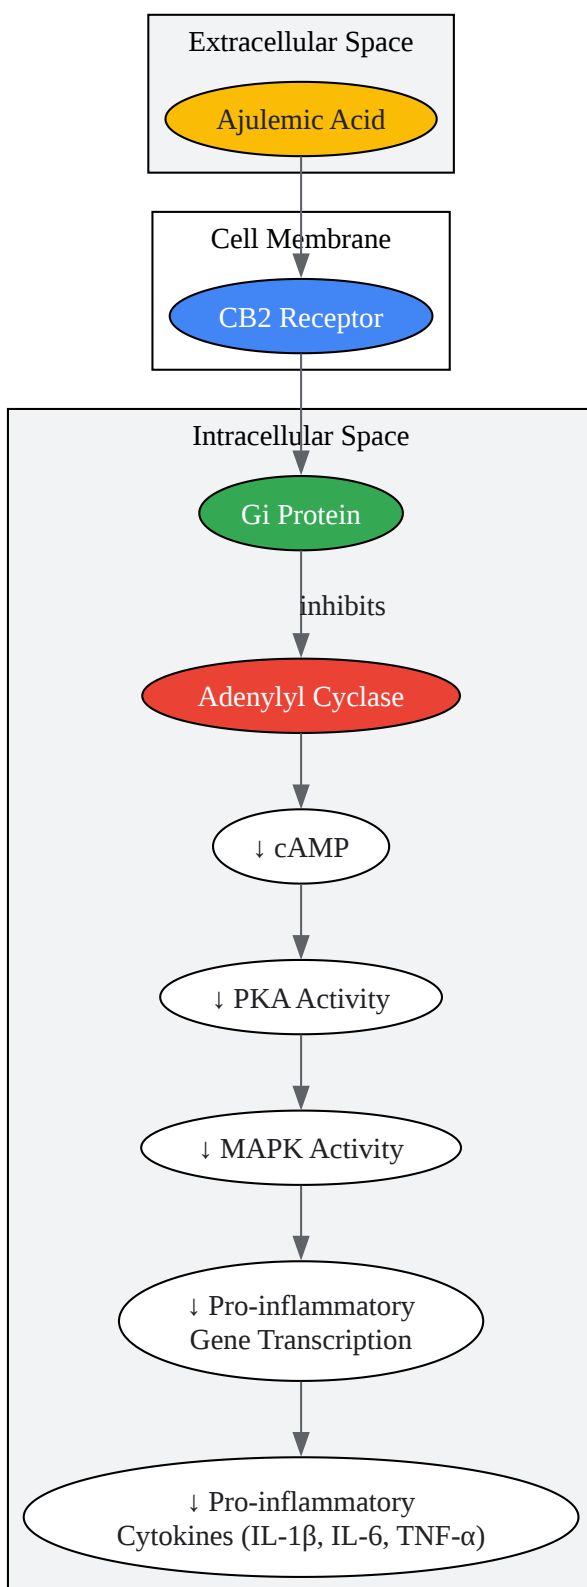 Extracellular Space
Ajulemic Acid
Cell Membrane
CB2 Receptor
Intracellular Space
Gi Protein
inhibits
Adenylyl Cyclase
↓ cAMP
↓ PKA Activity
↓ MAPK Activity
↓ Pro-inflammatory
Gene Transcription
↓ Pro-inflammatory
Cytokines (IL-1β, IL-6, TNF-α)